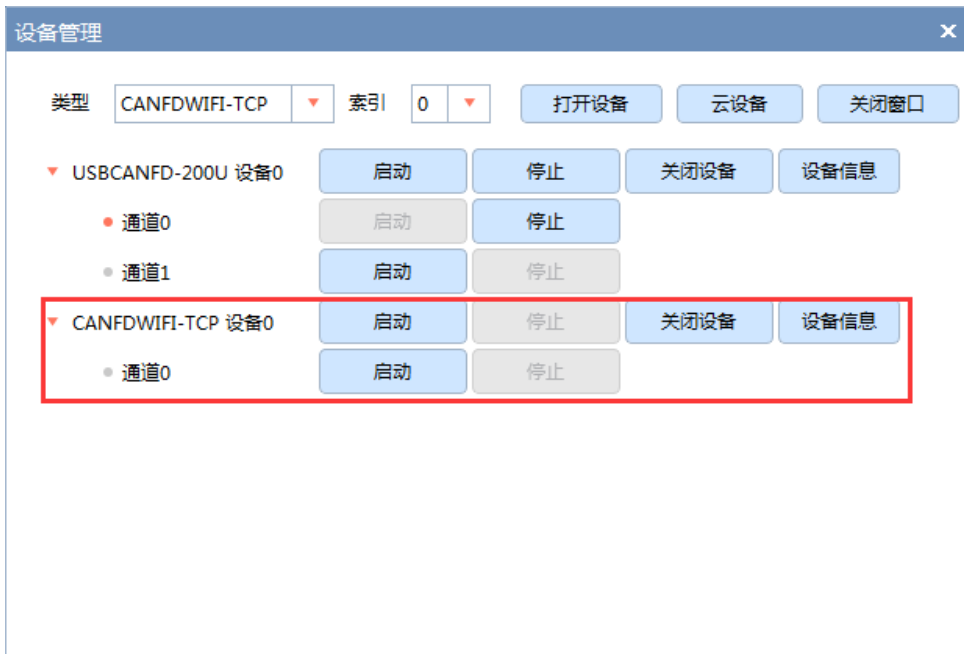 设备管理
类型 CANFDWIFI-TCP 索引 0 打开设备 云设备 关闭窗口
USBCANFD-200U 设备0 启动 停止 关闭设备 设备信息
通道0 启动 停止
通道1 启动 停止
CANFDWIFI-TCP 设备0 启动 停止 关闭设备 设备信息
通道0 启动 停止